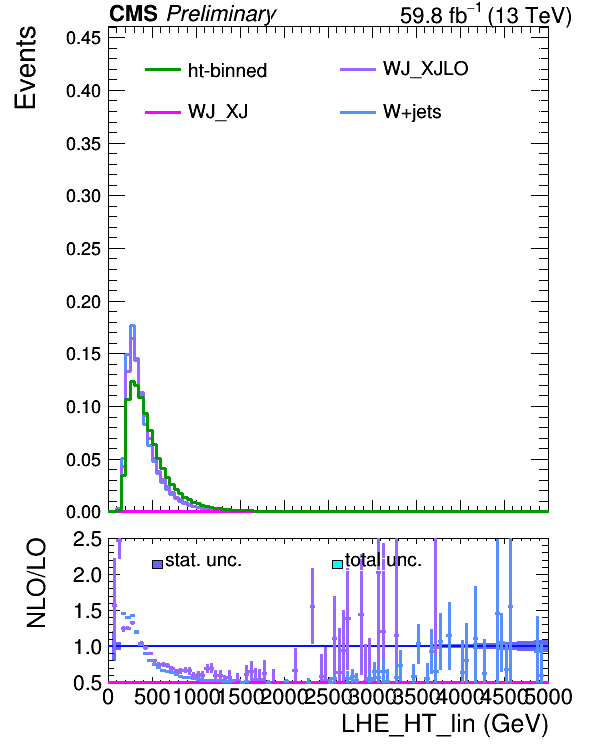 CMS Preliminary 59.8 fb⁻¹ (13 TeV)
Events
0.45
0.40
0.35
0.30
0.25
0.20
0.15
0.10
0.05
0.00
ht-binned WJ_XJLO
WJ_XJ W+jets
NLO/LO
2.5
2.0
1.5
1.0
0.5
stat. unc. total unc.
0 500 1000 1500 2000 2500 3000 3500 4000 4500 5000
LHE_HT_lin (GeV)